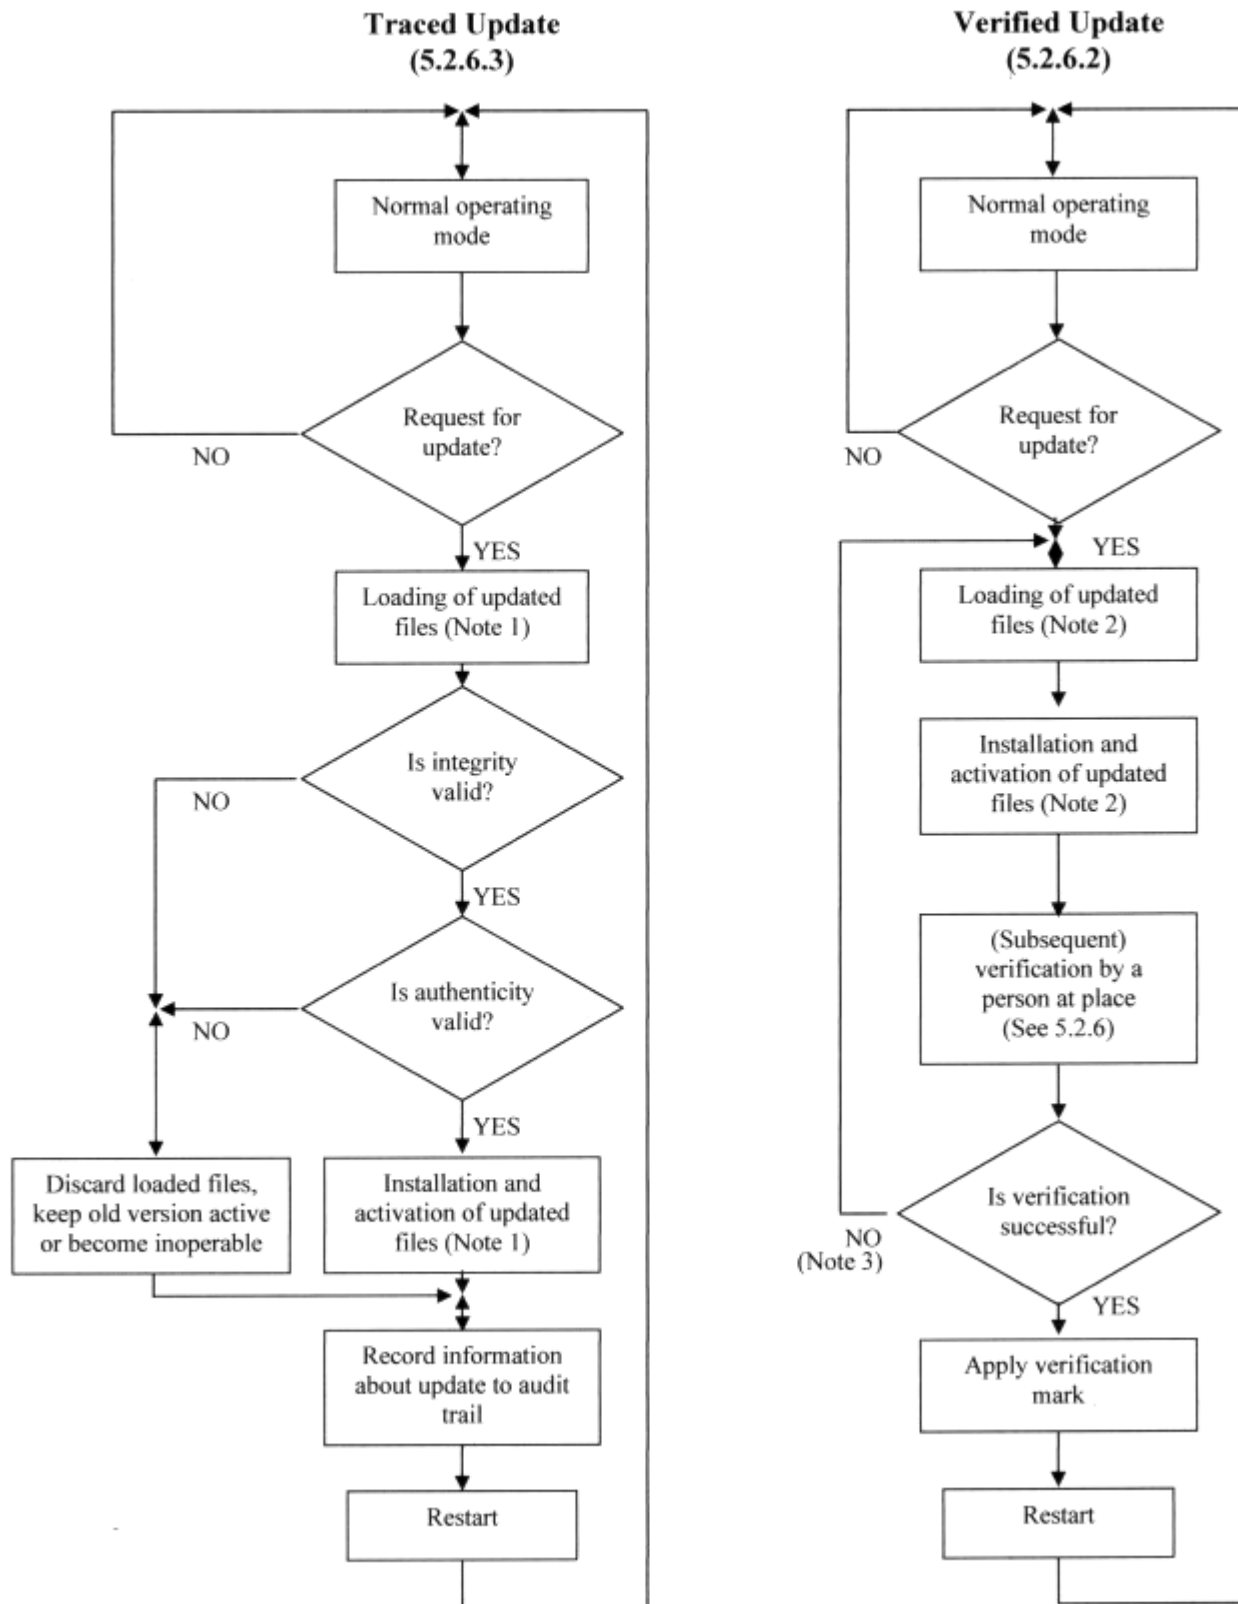 Traced Update
(5.2.6.3)
Normal operating
mode
Request for
update?
NO
YES
Loading of updated
files (Note 1)
Is integrity
valid?
NO
YES
Is authenticity
valid?
NO
YES
Discard loaded files,
keep old version active
or become inoperable
Installation and
activation of updated
files (Note 1)
Record information
about update to audit
trail
Restart
Verified Update
(5.2.6.2)
Normal operating
mode
Request for
update?
NO
YES
Loading of updated
files (Note 2)
Installation and
activation of updated
files (Note 2)
(Subsequent)
verification by a
person at place
(See 5.2.6)
Is verification
successful?
NO
(Note 3)
YES
Apply verification
mark
Restart